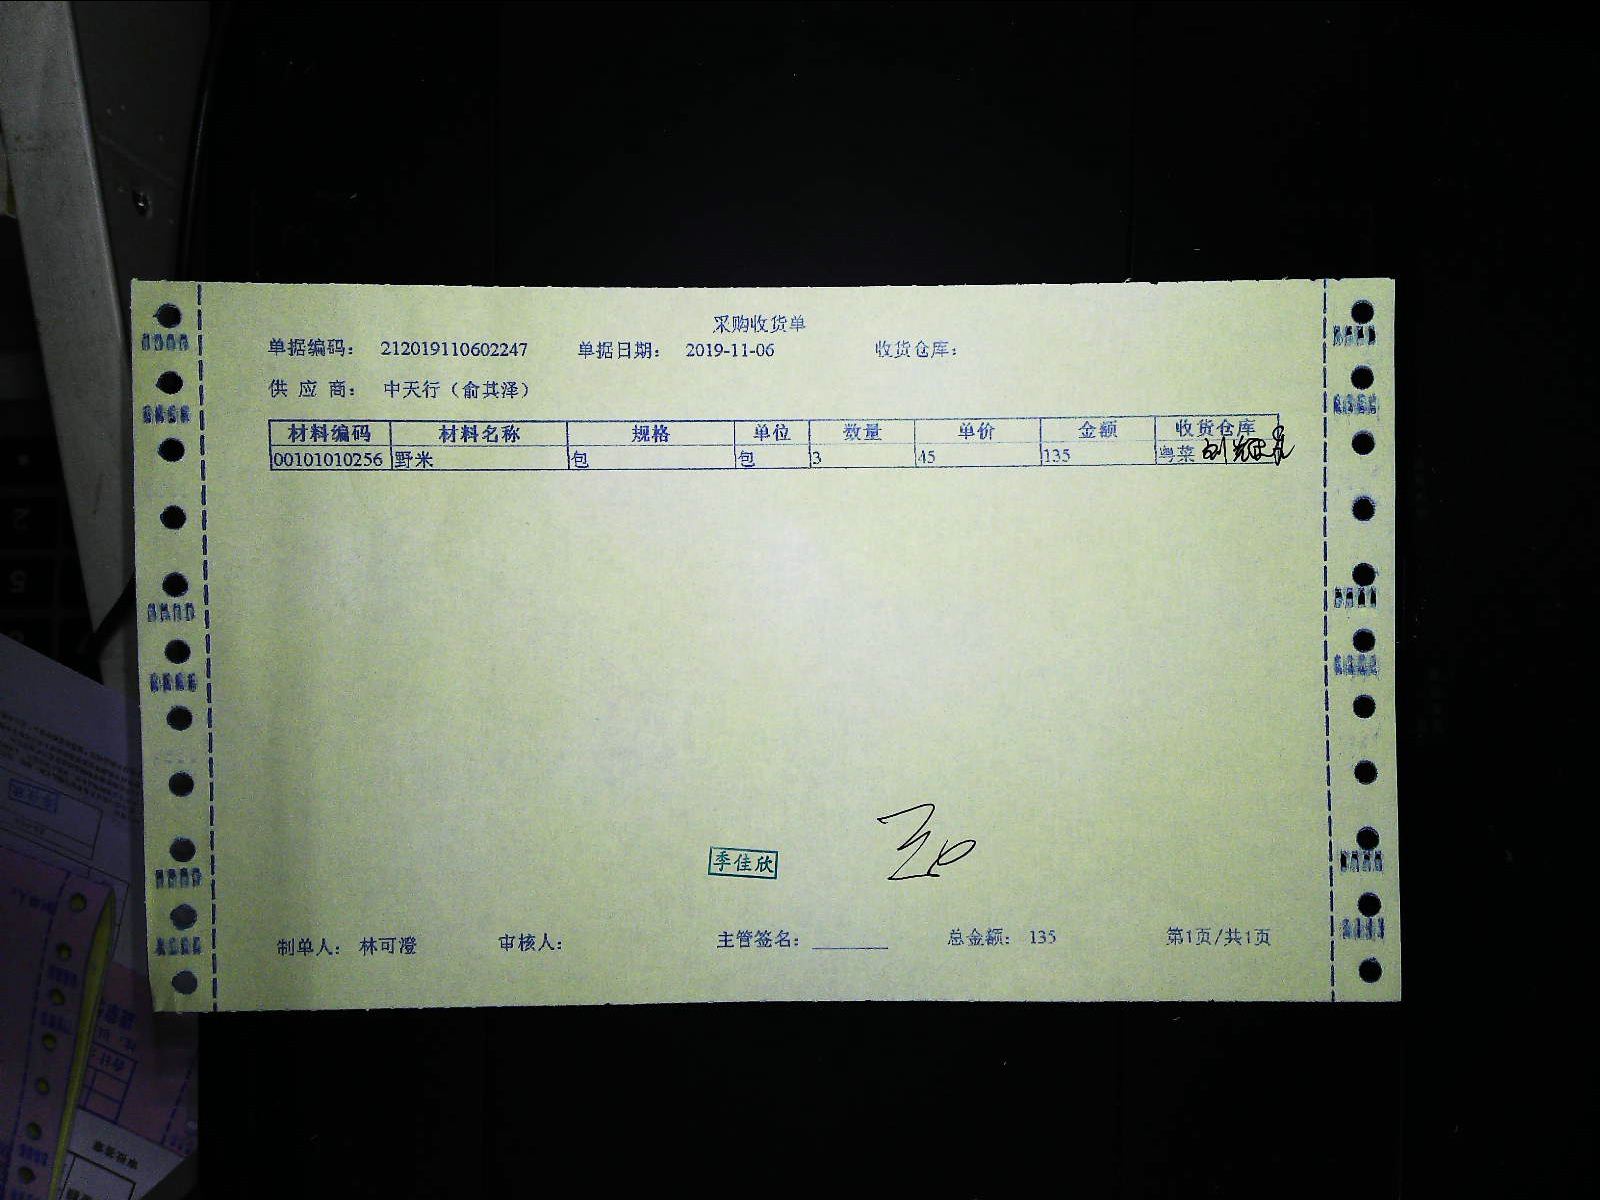 采购收货单
单据编码： 212019110602247 单据日期： 2019-11-06 收货仓库：
供 应 商： 中天行（俞其泽）
材料编码 材料名称 规格 单位 数量 单价 金额 收货仓库
00101010256 野米 包 包 3 45 135 粤菜
季佳欣
制单人： 林可澄 审核人： 主管签名：________ 总金额： 135 第1页/共1页